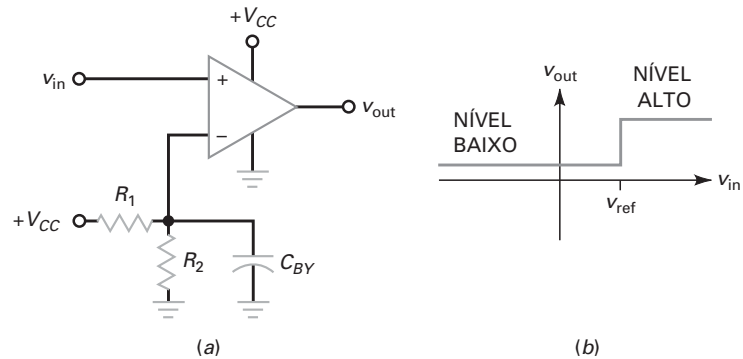 +V_CC
v_in
+
−
v_out
+V_CC
R_1
R_2
C_BY
(a)
v_out
NÍVEL
ALTO
NÍVEL
BAIXO
v_in
v_ref
(b)